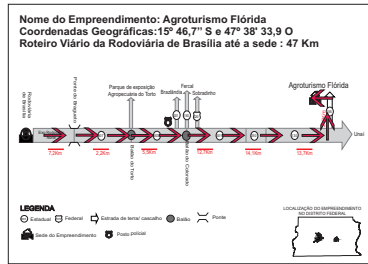 Nome do Empreendimento: Agroturismo Flórida
Coordenadas Geográficas:15º 46,7" S e 47º 38' 33,9 O
Roteiro Viário da Rodoviária de Brasília até a sede : 47 Km
Rodoviária de Brasília
Ponte do Bragueto
Parque de exposição
Agropecuária do Torto
Brazlândia
Fercal
Sobradinho
Agroturismo Flórida
Unaí
Balão do Torto
Balão do Colorado
7,2Km
2,2Km
5,5Km
12,7Km
14,1Km
13,7Km
LEGENDA
Estadual
Federal
Estrada de terra/ cascalho
Balão
Ponte
Sede do Empreendimento
Posto policial
LOCALIZAÇÃO DO EMPREENDIMENTO
NO DISTRITO FEDERAL